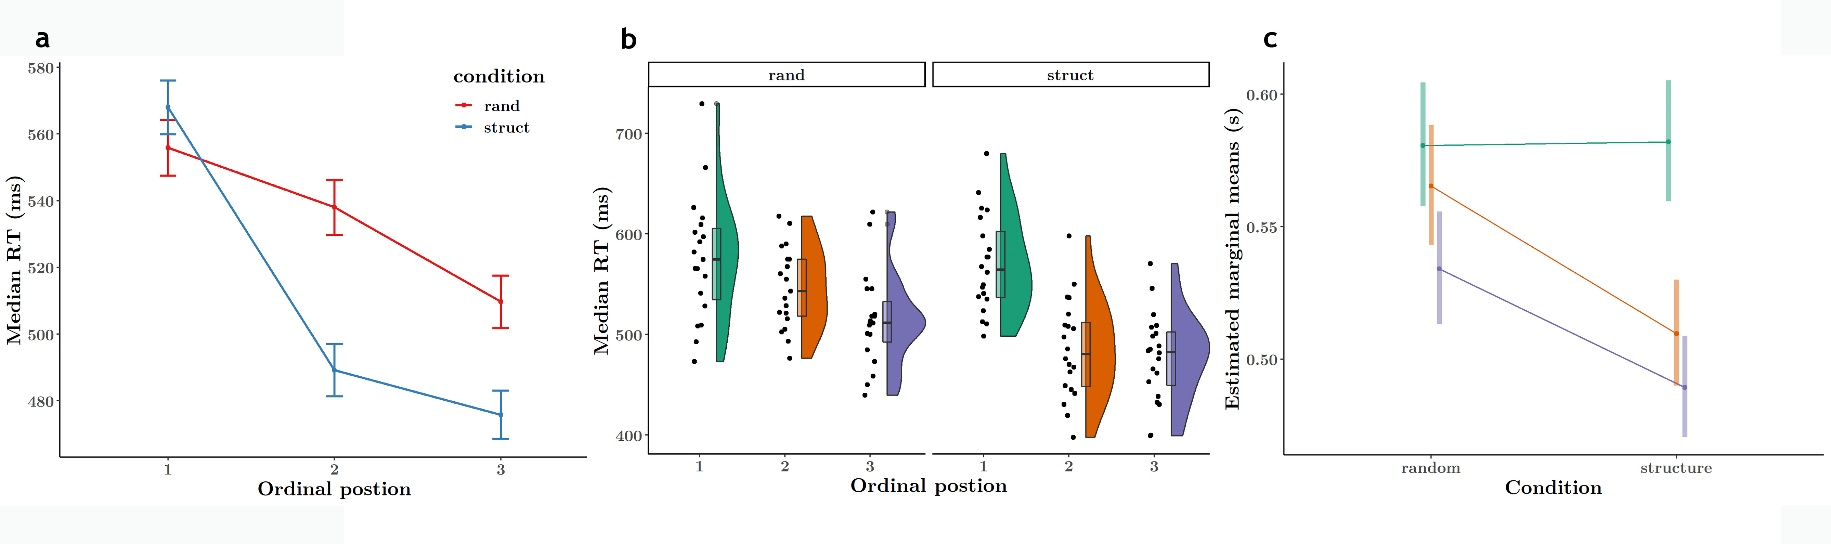 a
580
560
540
520
500
480
Median RT (ms)
1
2
3
Ordinal postion
condition
rand
struct
b
rand
struct
700
600
500
400
Median RT (ms)
1
2
3
1
2
3
Ordinal postion
c
0.60
0.55
0.50
Estimated marginal means (s)
random
structure
Condition